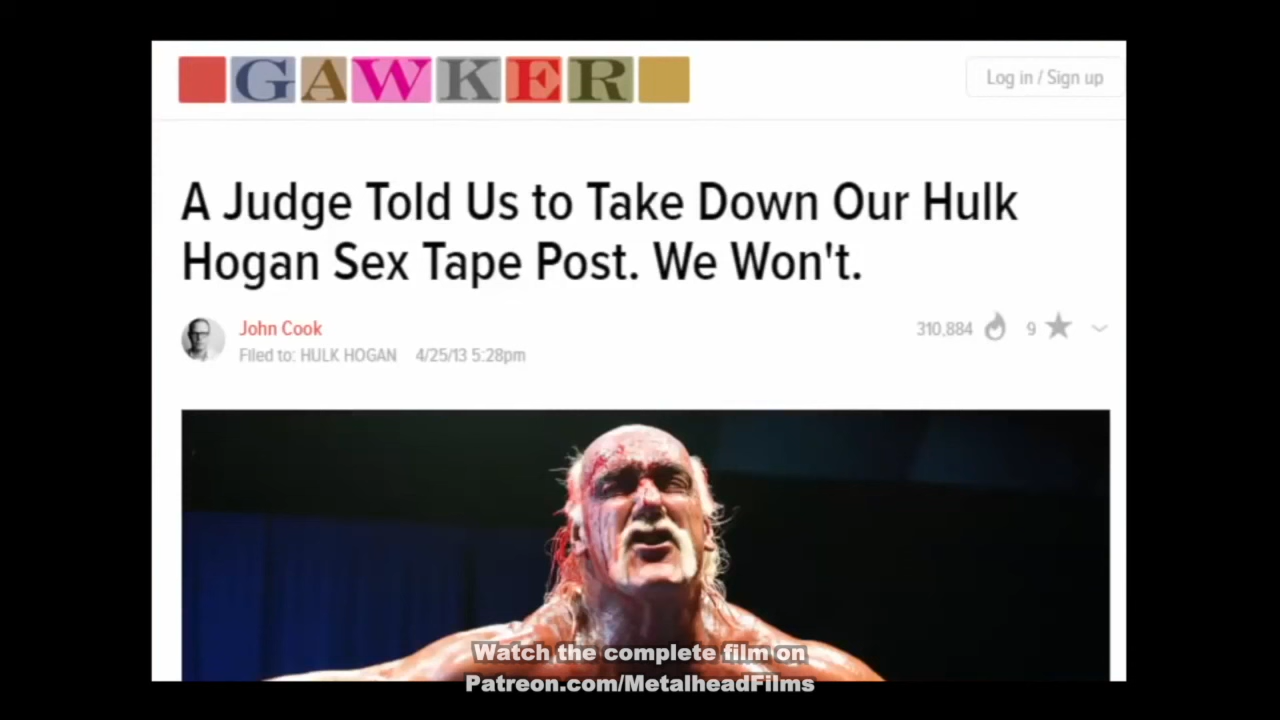 GAWKER
Log in / Sign up
A Judge Told Us to Take Down Our Hulk
Hogan Sex Tape Post. We Won't.
John Cook
310,884
9
Filed to: HULK HOGAN 4/25/13 5:28pm
Watch the complete film on
Patreon.com/MetalheadFilms